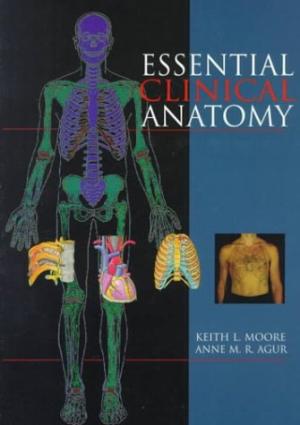 ESSENTIAL
CLINICAL
ANATOMY
KEITH L. MOORE
ANNE M. R. AGUR